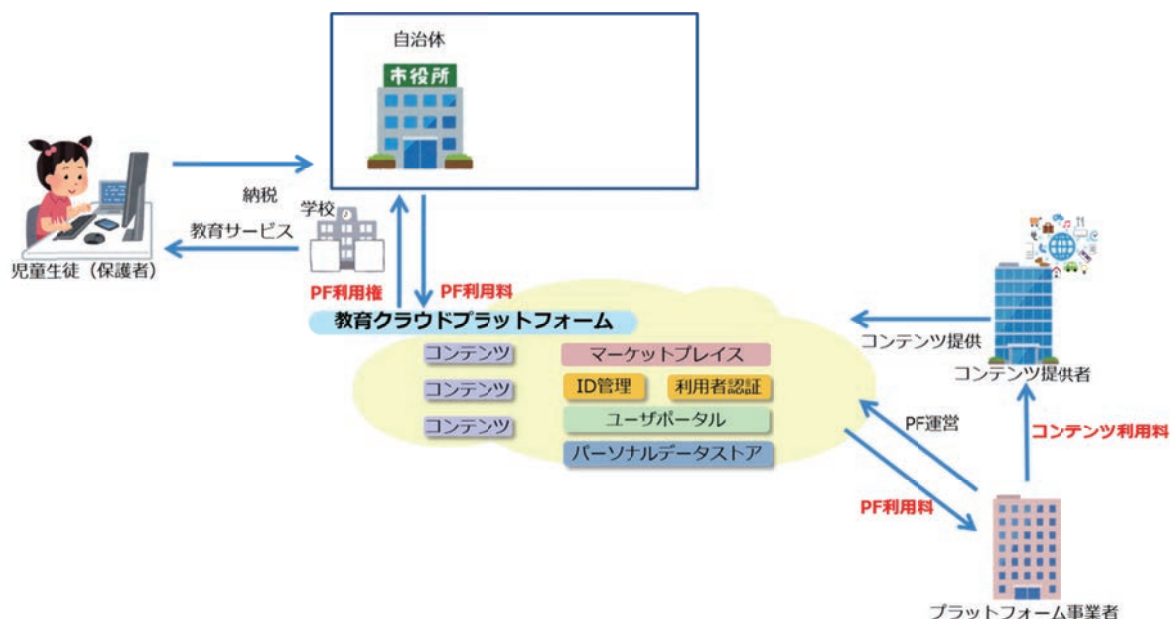 自治体
市役所
納税
学校
教育サービス
児童生徒（保護者）
PF利用権
PF利用料
教育クラウドプラットフォーム
コンテンツ
マーケットプレイス
コンテンツ
ID管理
利用者認証
コンテンツ
ユーザポータル
パーソナルデータストア
コンテンツ提供
コンテンツ提供者
PF運営
コンテンツ利用料
PF利用料
プラットフォーム事業者